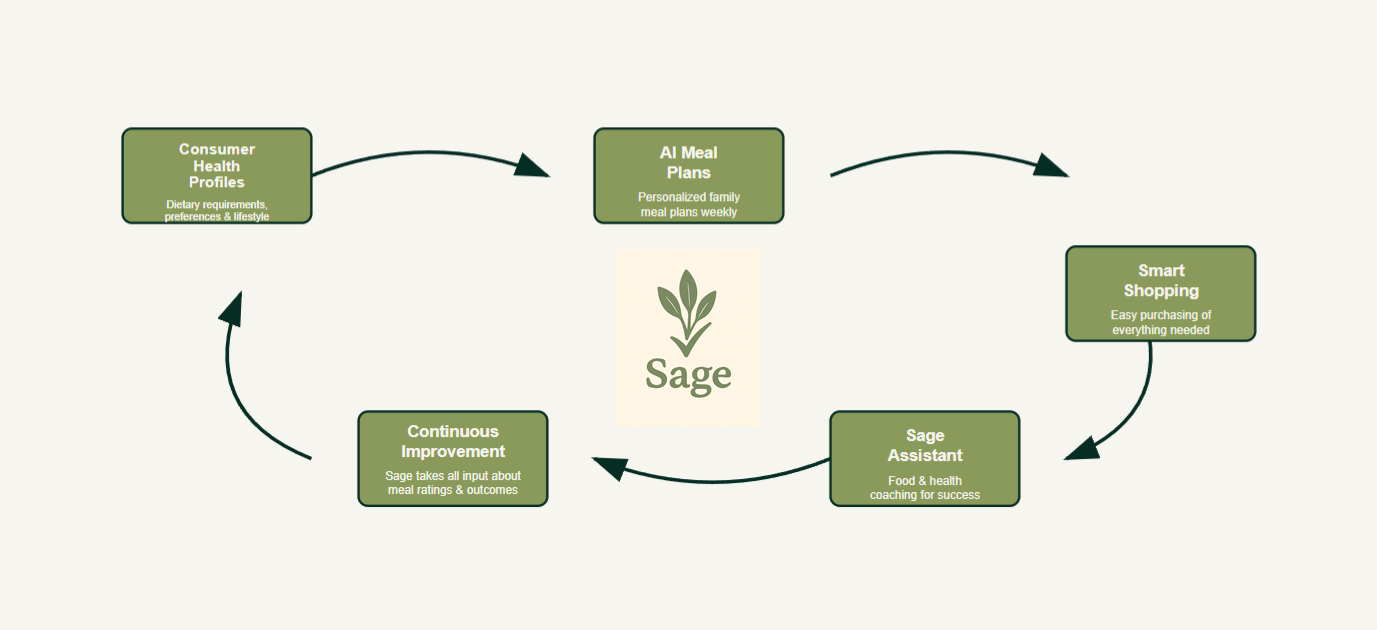 Consumer
Health
Profiles
Dietary requirements,
preferences & lifestyle
AI Meal
Plans
Personalized family
meal plans weekly
Smart
Shopping
Easy purchasing of
everything needed
Sage
Continuous
Improvement
Sage takes all input about
meal ratings & outcomes
Sage
Assistant
Food & health
coaching for success